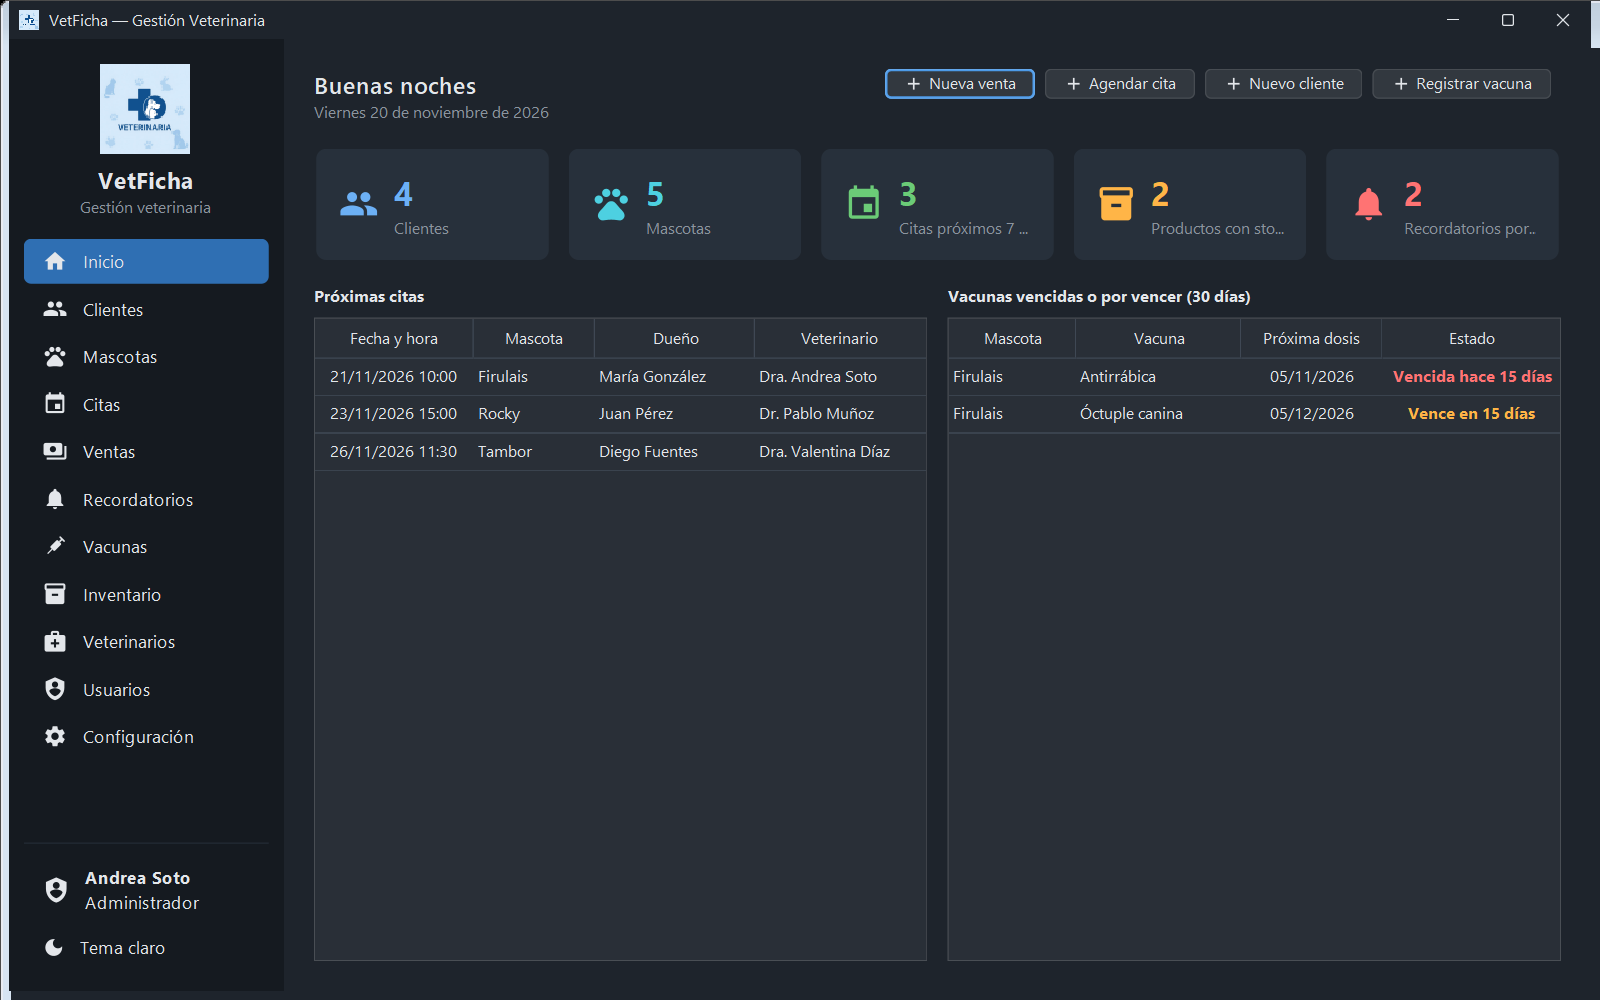 VetFicha — Gestión Veterinaria
VETERINARIA
VetFicha
Gestión veterinaria
Inicio
Clientes
Mascotas
Citas
Ventas
Recordatorios
Vacunas
Inventario
Veterinarios
Usuarios
Configuración
Andrea Soto
Administrador
Tema claro
Buenas noches
Viernes 20 de noviembre de 2026
+ Nueva venta
+ Agendar cita
+ Nuevo cliente
+ Registrar vacuna
4
Clientes
5
Mascotas
3
Citas próximos 7 ...
2
Productos con sto...
2
Recordatorios por..
Próximas citas
Fecha y hora Mascota Dueño Veterinario
21/11/2026 10:00 Firulais María González Dra. Andrea Soto
23/11/2026 15:00 Rocky Juan Pérez Dr. Pablo Muñoz
26/11/2026 11:30 Tambor Diego Fuentes Dra. Valentina Díaz
Vacunas vencidas o por vencer (30 días)
Mascota Vacuna Próxima dosis Estado
Firulais Antirrábica 05/11/2026 Vencida hace 15 días
Firulais Óctuple canina 05/12/2026 Vence en 15 días